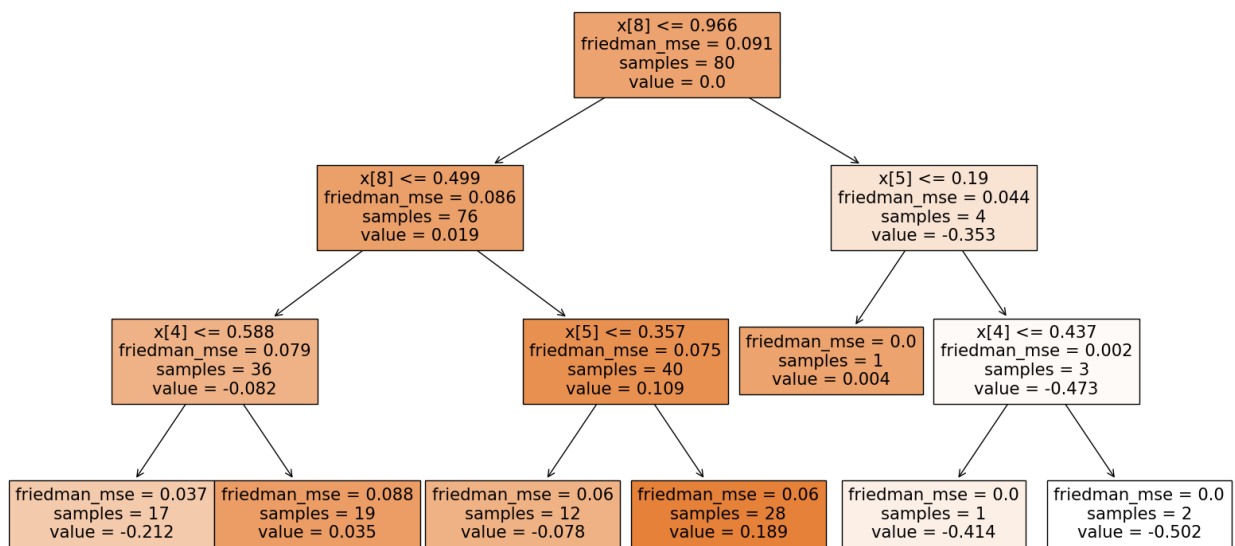 x[8] <= 0.966
friedman_mse = 0.091
samples = 80
value = 0.0
x[8] <= 0.499
friedman_mse = 0.086
samples = 76
value = 0.019
x[5] <= 0.19
friedman_mse = 0.044
samples = 4
value = -0.353
x[4] <= 0.588
friedman_mse = 0.079
samples = 36
value = -0.082
x[5] <= 0.357
friedman_mse = 0.075
samples = 40
value = 0.109
friedman_mse = 0.0
samples = 1
value = 0.004
x[4] <= 0.437
friedman_mse = 0.002
samples = 3
value = -0.473
friedman_mse = 0.037
samples = 17
value = -0.212
friedman_mse = 0.088
samples = 19
value = 0.035
friedman_mse = 0.06
samples = 12
value = -0.078
friedman_mse = 0.06
samples = 28
value = 0.189
friedman_mse = 0.0
samples = 1
value = -0.414
friedman_mse = 0.0
samples = 2
value = -0.502